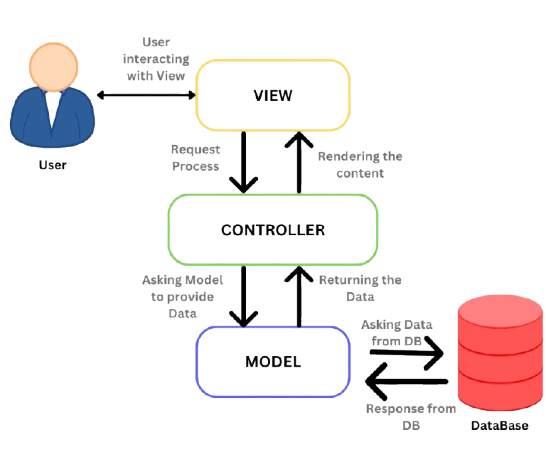 User
interacting
with View
User
VIEW
Request
Process
Rendering the
content
CONTROLLER
Asking Model
to provide
Data
Returning the
Data
MODEL
Asking Data
from DB
Response from
DB
DataBase